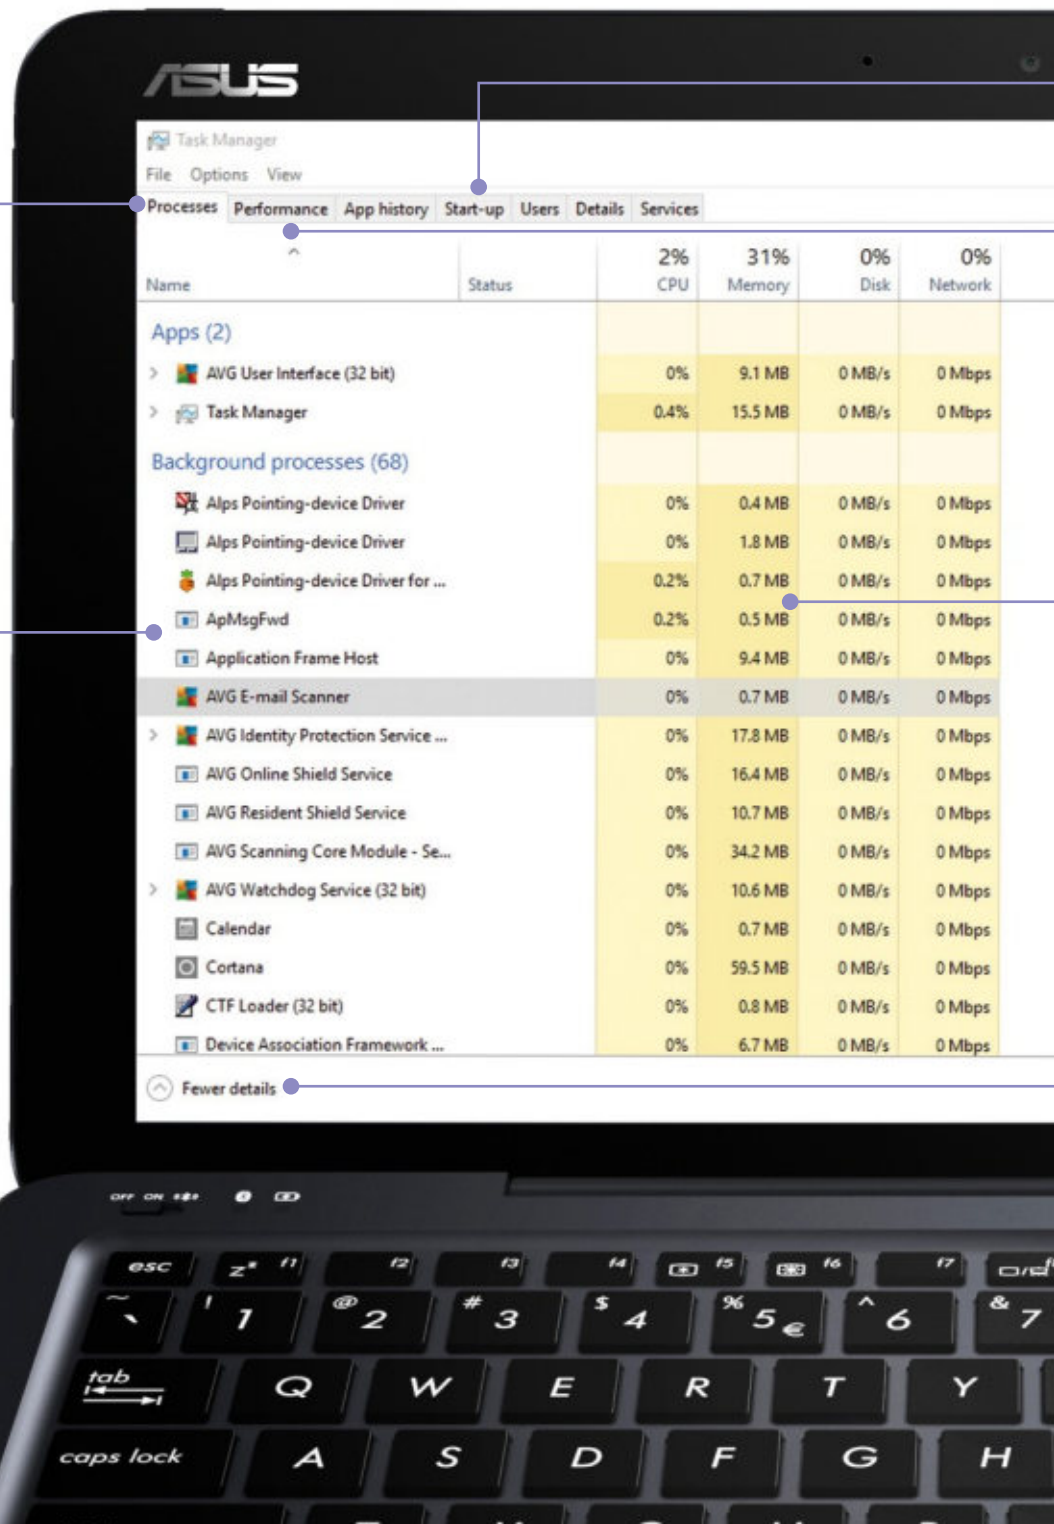 ASUS
Task Manager
File Options View
Processes Performance App history Start-up Users Details Services
2% 31% 0% 0%
Name Status CPU Memory Disk Network
Apps (2)
AVG User Interface (32 bit) 0% 9.1 MB 0 MB/s 0 Mbps
Task Manager 0.4% 15.5 MB 0 MB/s 0 Mbps
Background processes (68)
Alps Pointing-device Driver 0% 0.4 MB 0 MB/s 0 Mbps
Alps Pointing-device Driver 0% 1.8 MB 0 MB/s 0 Mbps
Alps Pointing-device Driver for ... 0.2% 0.7 MB 0 MB/s 0 Mbps
ApMsgFwd 0.2% 0.5 MB 0 MB/s 0 Mbps
Application Frame Host 0% 9.4 MB 0 MB/s 0 Mbps
AVG E-mail Scanner 0% 0.7 MB 0 MB/s 0 Mbps
AVG Identity Protection Service ... 0% 17.8 MB 0 MB/s 0 Mbps
AVG Online Shield Service 0% 16.4 MB 0 MB/s 0 Mbps
AVG Resident Shield Service 0% 10.7 MB 0 MB/s 0 Mbps
AVG Scanning Core Module - Se... 0% 34.2 MB 0 MB/s 0 Mbps
AVG Watchdog Service (32 bit) 0% 10.6 MB 0 MB/s 0 Mbps
Calendar 0% 0.7 MB 0 MB/s 0 Mbps
Cortana 0% 59.5 MB 0 MB/s 0 Mbps
CTF Loader (32 bit) 0% 0.8 MB 0 MB/s 0 Mbps
Device Association Framework ... 0% 6.7 MB 0 MB/s 0 Mbps
Fewer details
OFF ON
esc z f1 f2 f3 f4 f5 f6 f7
~ ! @ # $ % ^ &
` 1 2 3 4 5 € 6 7
tab Q W E R T Y
caps lock A S D F G H